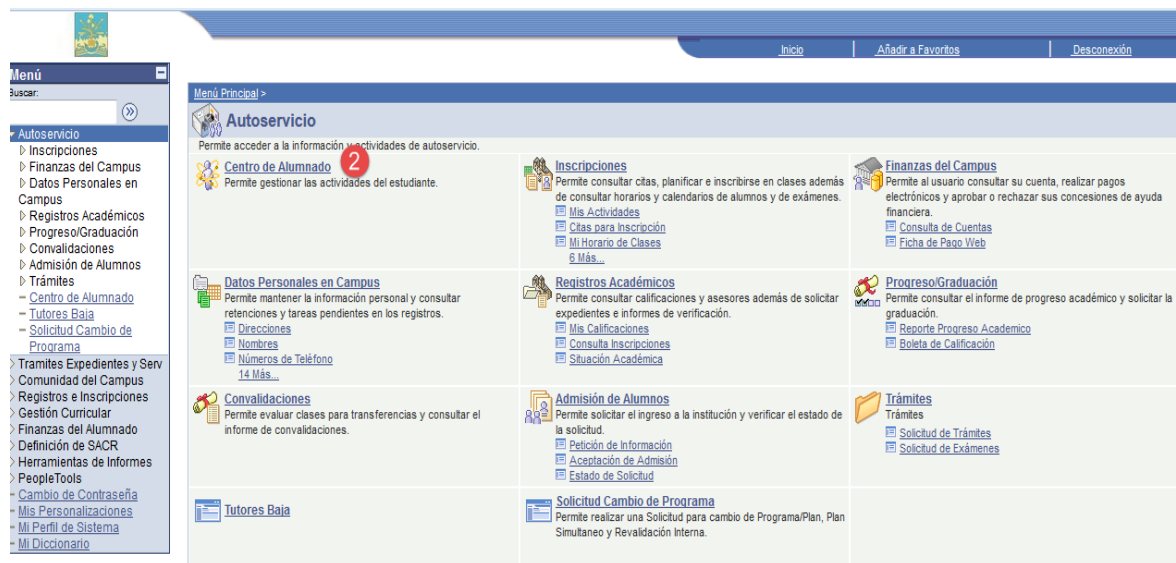 Inicio
Añadir a Favoritos
Desconexión
Menú
Buscar:
Autoservicio
Inscripciones
Finanzas del Campus
Datos Personales en
Campus
Registros Académicos
Progreso/Graduación
Convalidaciones
Admisión de Alumnos
Trámites
Centro de Alumnado
Tutores Baja
Solicitud Cambio de
Programa
Tramites Expedientes y Serv
Comunidad del Campus
Registros e Inscripciones
Gestión Curricular
Finanzas del Alumnado
Definición de SACR
Herramientas de Informes
PeopleTools
Cambio de Contraseña
Mis Personalizaciones
Mi Perfil de Sistema
Mi Diccionario
Menú Principal >
Autoservicio
Permite acceder a la información y actividades de autoservicio.
Centro de Alumnado
2
Permite gestionar las actividades del estudiante.
Inscripciones
Permite consultar citas, planificar e inscribirse en clases además
de consultar horarios y calendarios de alumnos y de exámenes.
Mis Actividades
Citas para Inscripción
Mi Horario de Clases
6 Más...
Finanzas del Campus
Permite al usuario consultar su cuenta, realizar pagos
electrónicos y aprobar o rechazar sus concesiones de ayuda
financiera.
Consulta de Cuentas
Ficha de Pago Web
Datos Personales en Campus
Permite mantener la información personal y consultar
retenciones y tareas pendientes en los registros.
Direcciones
Nombres
Números de Teléfono
14 Más...
Registros Académicos
Permite consultar calificaciones y asesores además de solicitar
expedientes e informes de verificación.
Mis Calificaciones
Consulta Inscripciones
Situación Académica
Progreso/Graduación
Permite consultar el informe de progreso académico y solicitar la
graduación.
Reporte Progreso Academico
Boleta de Calificación
Convalidaciones
Permite evaluar clases para transferencias y consultar el
informe de convalidaciones.
Admisión de Alumnos
Permite solicitar el ingreso a la institución y verificar el estado de
la solicitud.
Petición de Información
Aceptación de Admisión
Estado de Solicitud
Trámites
Trámites
Solicitud de Trámites
Solicitud de Exámenes
Tutores Baja
Solicitud Cambio de Programa
Permite realizar una Solicitud para cambio de Programa/Plan, Plan
Simultaneo y Revalidación Interna.